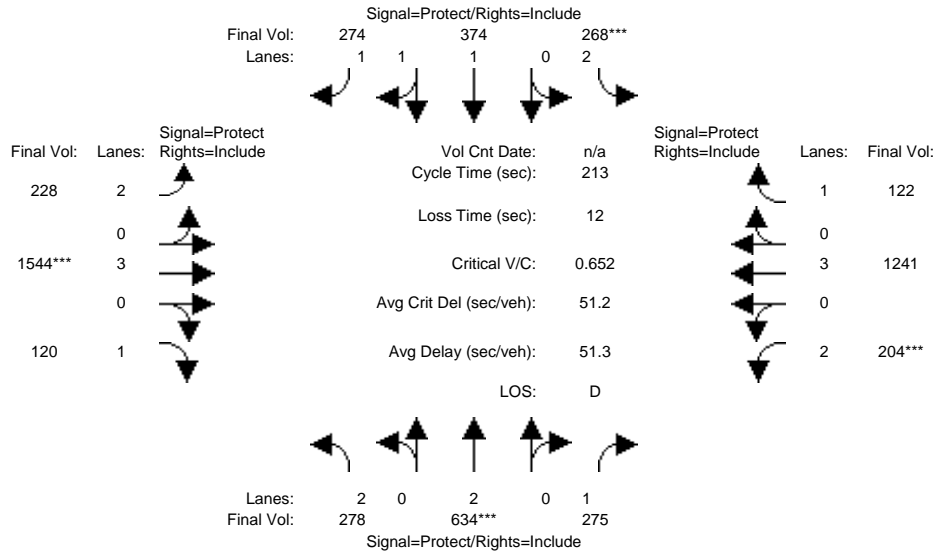 Signal=Protect/Rights=Include
Final Vol: 274 374 268***
Lanes: 1 1 1 0 2
Signal=Protect Signal=Protect
Final Vol: Lanes: Rights=Include Vol Cnt Date: n/a Rights=Include Lanes: Final Vol:
Cycle Time (sec): 213
228 2 1 122
Loss Time (sec): 12
0 0
1544*** 3 Critical V/C: 0.652 3 1241
0 Avg Crit Del (sec/veh): 51.2 0
120 1 Avg Delay (sec/veh): 51.3 2 204***
LOS: D
Lanes: 2 0 2 0 1
Final Vol: 278 634*** 275
Signal=Protect/Rights=Include